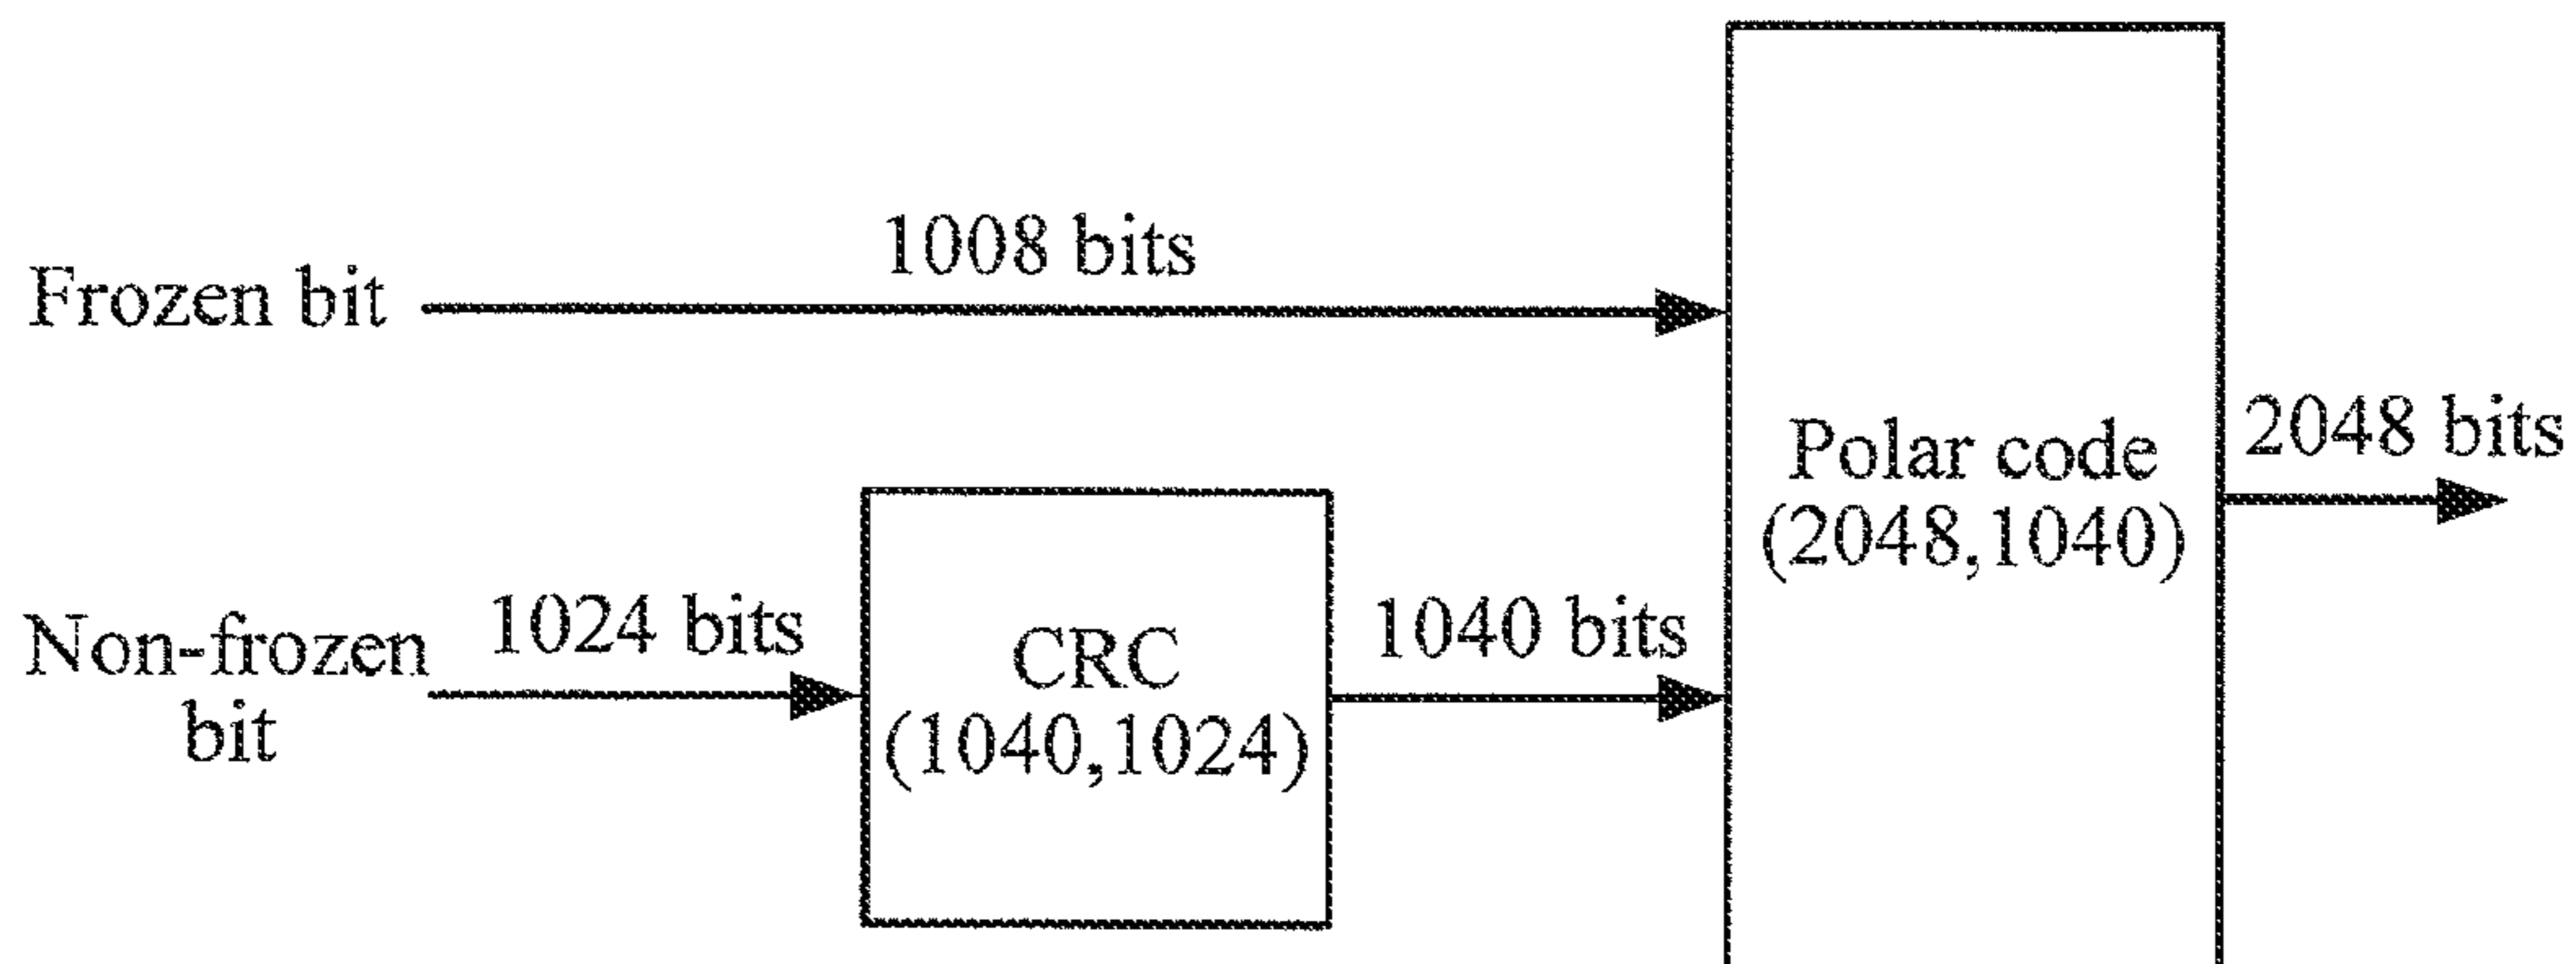 1008 bits
Frozen bit
Polar code
(2048,1040)
2048 bits
Non-frozen
bit
1024 bits
CRC
(1040,1024)
1040 bits